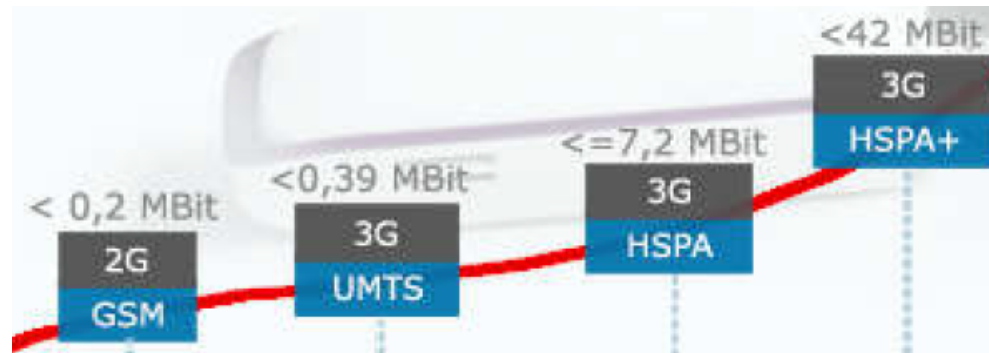 < 0,2 MBit
2G
GSM
<0,39 MBit
3G
UMTS
<=7,2 MBit
3G
HSPA
<42 MBit
3G
HSPA+